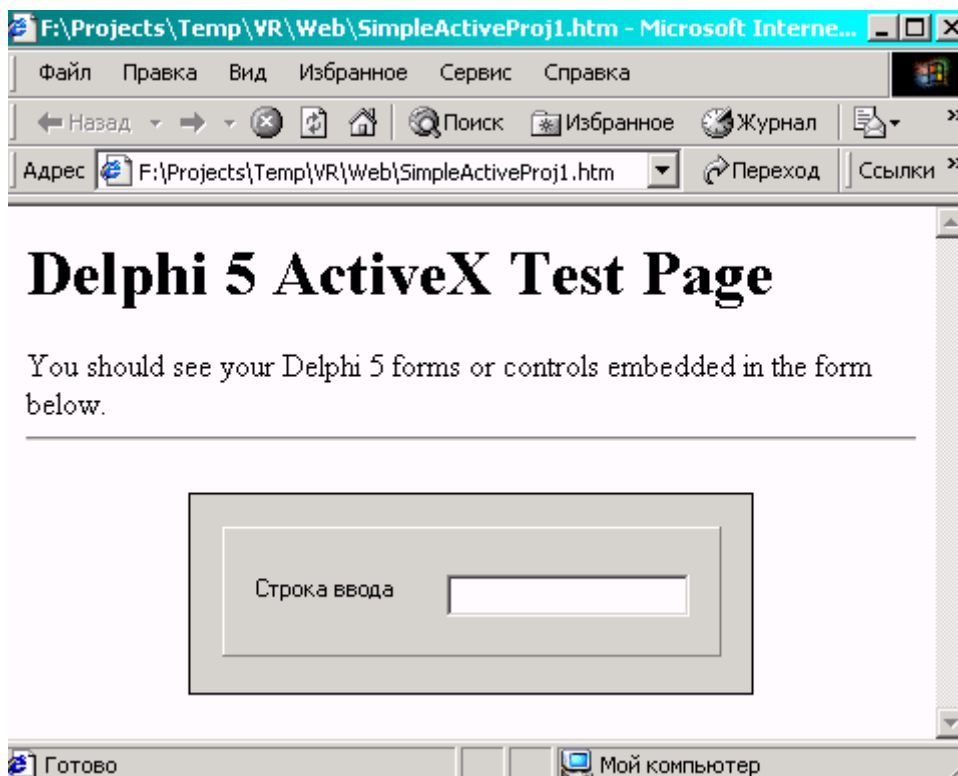 F:\Projects\Temp\VR\Web\SimpleActiveProj1.htm - Microsoft Interne...
Файл Правка Вид Избранное Сервис Справка
Назад Поиск Избранное Журнал
Адрес F:\Projects\Temp\VR\Web\SimpleActiveProj1.htm Переход Ссылки
Delphi 5 ActiveX Test Page
You should see your Delphi 5 forms or controls embedded in the form
below.
Строка ввода
Готово Мой компьютер